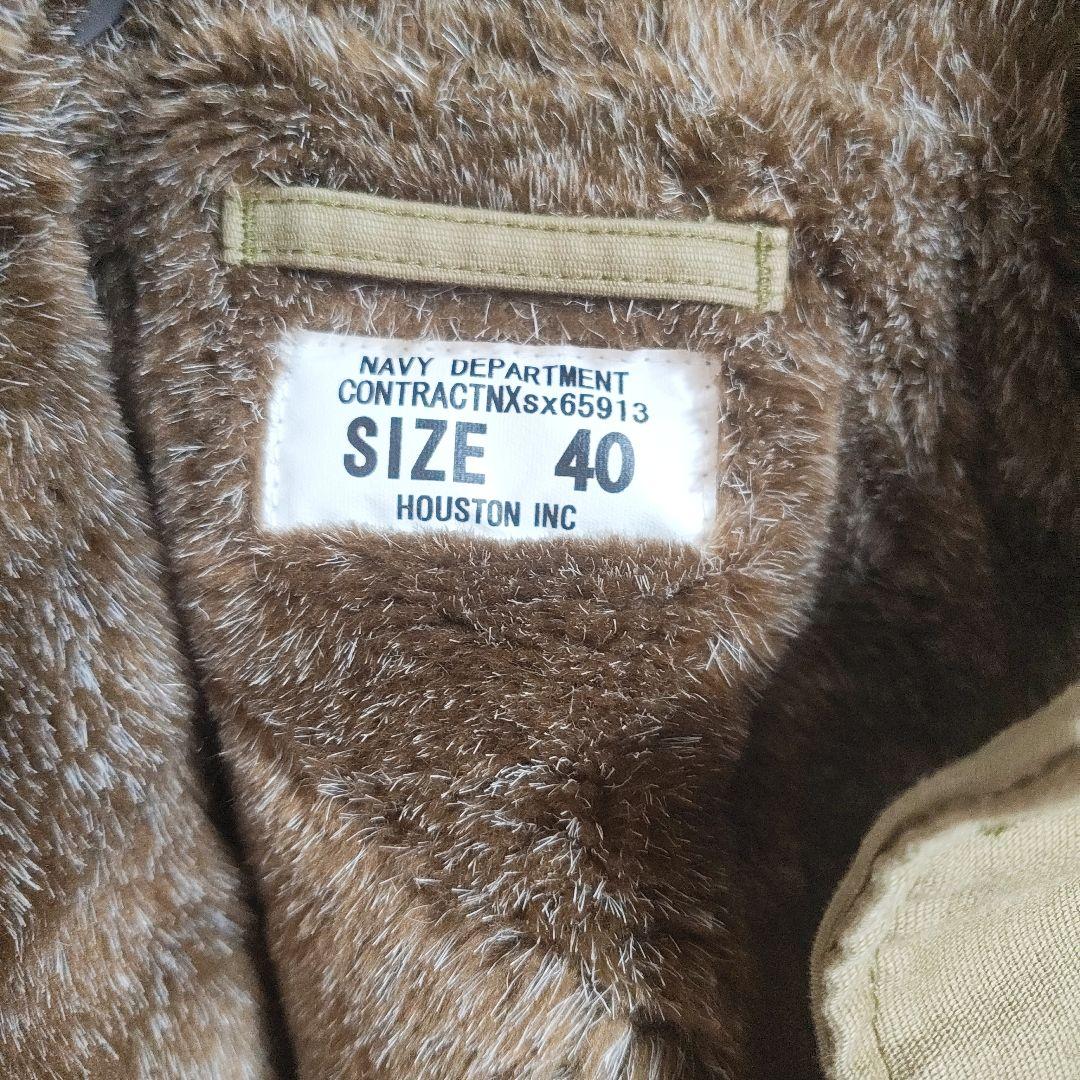 NAVY DEPARTMENT
CONTRACTNXsx65913
SIZE 40
HOUSTON INC